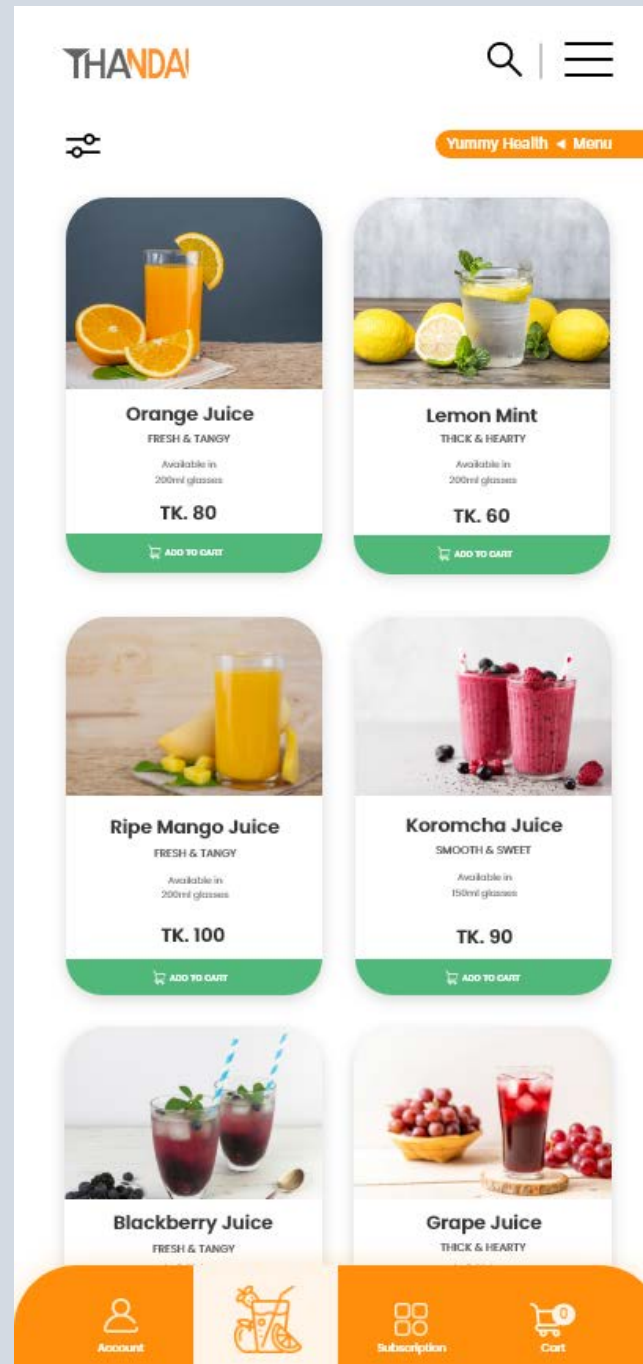 THANDAI
Yummy Health ◄ Menu
Orange Juice
FRESH & TANGY
Available in
200ml glasses
TK. 80
ADD TO CART
Lemon Mint
THICK & HEARTY
Available in
200ml glasses
TK. 60
ADD TO CART
Ripe Mango Juice
FRESH & TANGY
Available in
200ml glasses
TK. 100
ADD TO CART
Koromcha Juice
SMOOTH & SWEET
Available in
150ml glasses
TK. 90
ADD TO CART
Blackberry Juice
FRESH & TANGY
Grape Juice
THICK & HEARTY
Account
Subscription
0
Cart